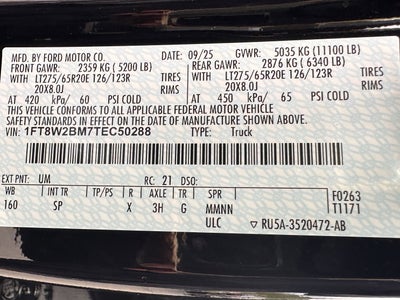 MFD. BY FORD MOTOR CO. 09/25 GVWR: 5035 KG (11100 LB)
FRONT GAWR: 2359 KG (5200 LB) REAR GAWR: 2876 KG (6340 LB)
WITH WITH
LT275/65R20E 126/123R TIRES LT275/65R20E 126/123R TIRES
20X8.0J RIMS 20X8.0J RIMS
AT 420 kPa/ 60 PSI COLD AT 450 kPa/ 65 PSI COLD
THIS VEHICLE CONFORMS TO ALL APPLICABLE FEDERAL MOTOR VEHICLE
SAFETY STANDARDS IN EFFECT ON THE DATE OF MANUFACTURE SHOWN ABOVE.
VIN: 1FT8W2BM7TEC50288 TYPE: Truck
EXT PNT: UM RC: 21 DSO:
WB INT TR TP/PS R AXLE TR SPR F0263
160 SP X 3H G MMNN T1171
ULC RU5A-3520472-AB